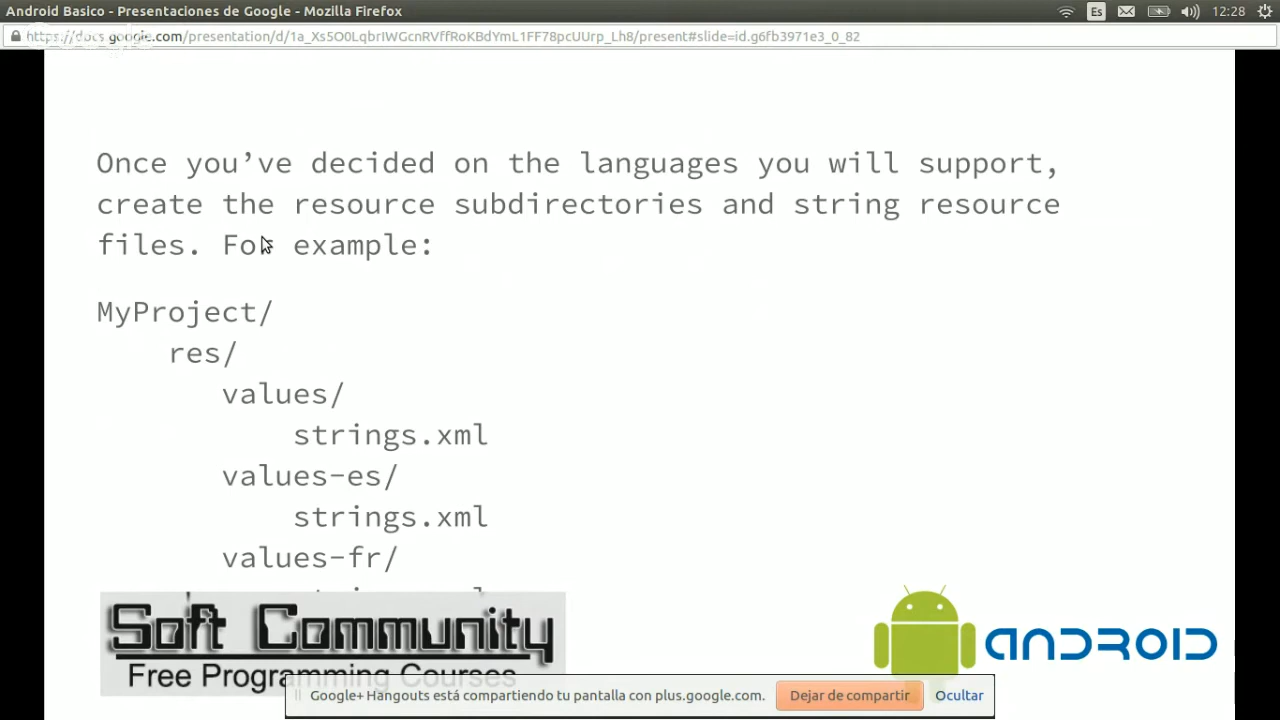 Android Basico - Presentaciones de Google - Mozilla Firefox
Es
12:28
https://docs.google.com/presentation/d/1a_Xs5O0LqbrIWGcnRVffRoKBdYmL1FF78pcUUrp_Lh8/present#slide=id.g6fb3971e3_0_82
Once you’ve decided on the languages you will support,
create the resource subdirectories and string resource
files. For example:
MyProject/
res/
values/
strings.xml
values-es/
strings.xml
values-fr/
Soft Community
Free Programming Courses
ANDROID
Google+ Hangouts está compartiendo tu pantalla con plus.google.com.
Dejar de compartir
Ocultar